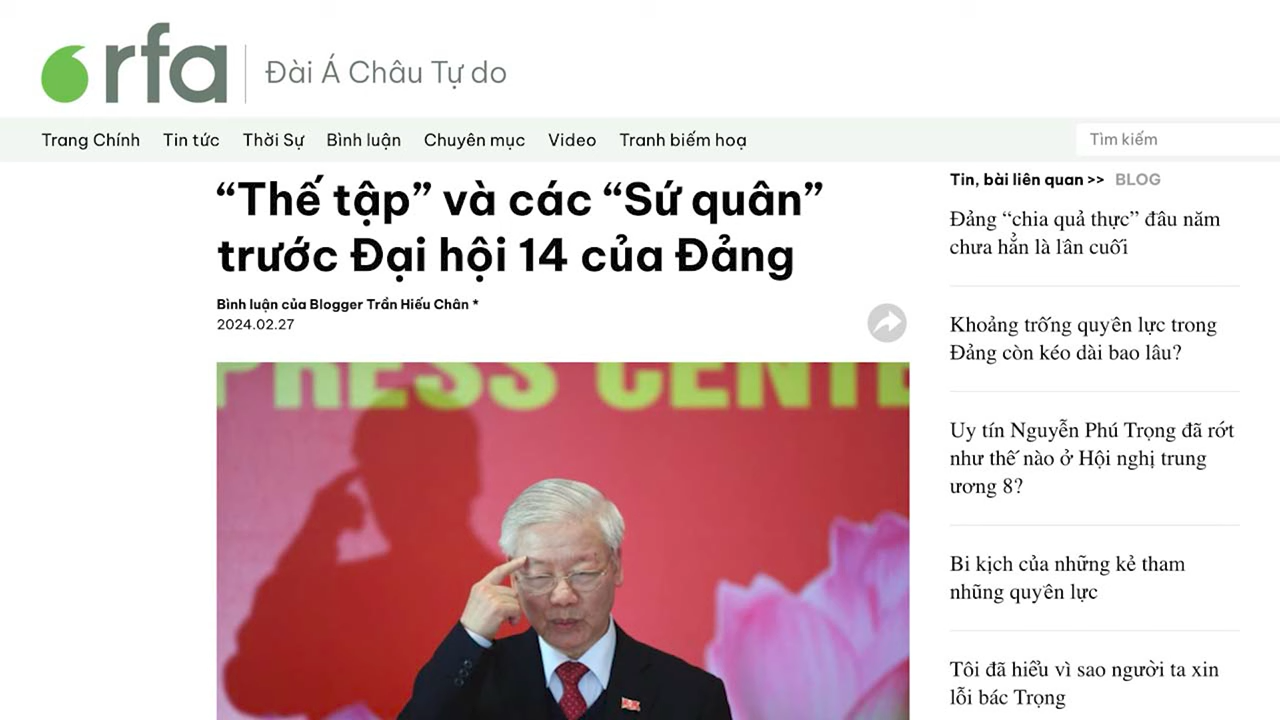 rfa Đài Á Châu Tự do
Trang Chính Tin tức Thời Sự Bình luận Chuyên mục Video Tranh biếm hoạ Tìm kiếm
“Thế tập” và các “Sứ quân”
trước Đại hội 14 của Đảng
Bình luận của Blogger Trần Hiếu Chân *
2024.02.27
PRESS CENTE
Tin, bài liên quan >> BLOG
Đảng “chia quả thực” đầu năm
chưa hẳn là lần cuối
Khoảng trống quyền lực trong
Đảng còn kéo dài bao lâu?
Uy tín Nguyễn Phú Trọng đã rớt
như thế nào ở Hội nghị trung
ương 8?
Bi kịch của những kẻ tham
nhũng quyền lực
Tôi đã hiểu vì sao người ta xin
lỗi bác Trọng